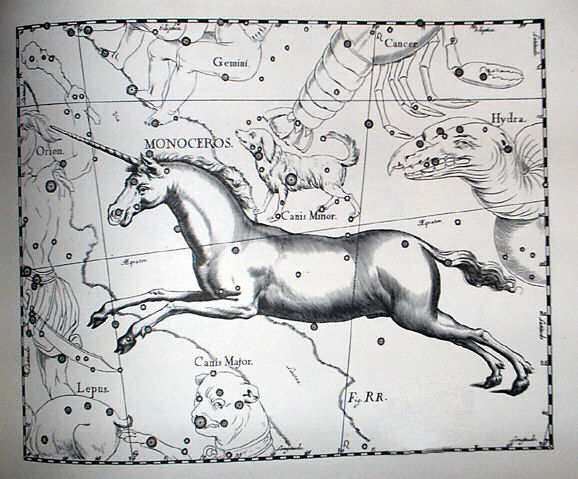 Cancer.
Gemini.
Hydra.
Orion.
MONOCEROS.
Canis Minor.
Æquator
Æquator
Canis Major.
Lepus.
Fig. RR.